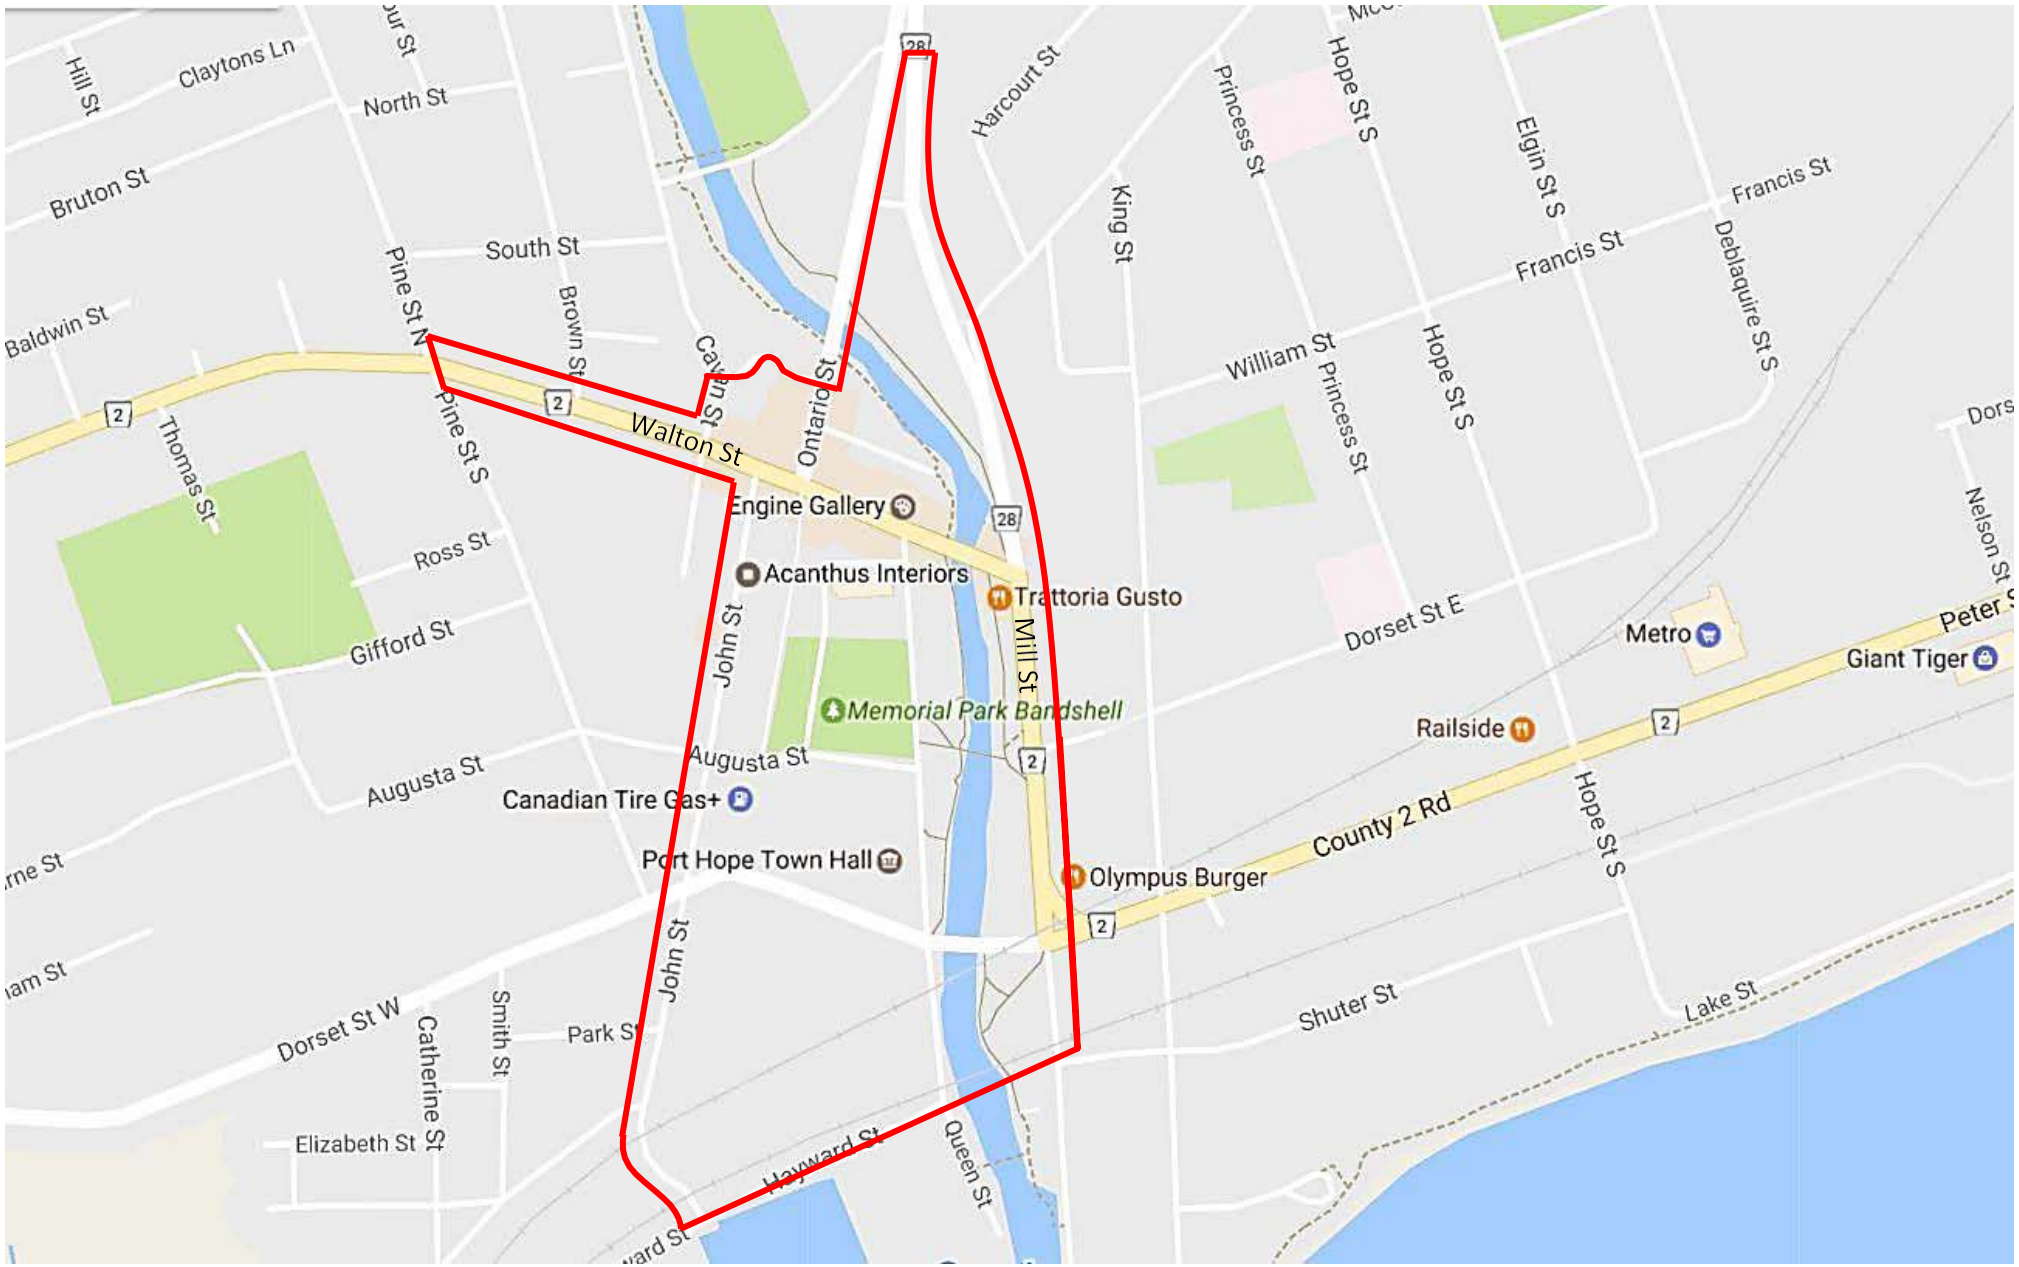 Hill St
Claytons Ln
North St
28
Harcourt St
Princess St
Hope St S
Elgin St S
Francis St
Bruton St
King St
Pine St N
South St
Brown St
Francis St
Deblaquire St S
Baldwin St
Cavan St
Ontario St
William St
Princess St
Hope St S
2
2
Thomas St
Pine St S
Walton St
Engine Gallery
28
Nelson St
Ross St
Acanthus Interiors
Trattoria Gusto
Gifford St
John St
Mill St
Dorset St E
Metro
Peter S
Giant Tiger
Memorial Park Bandshell
Railside
2
Augusta St
Augusta St
2
Canadian Tire Gas+
Hope St S
County 2 Rd
Port Hope Town Hall
Olympus Burger
2
John St
Dorset St W
Catherine St
Smith St
Park St
Shuter St
Lake St
Elizabeth St
Hayward St
Queen St